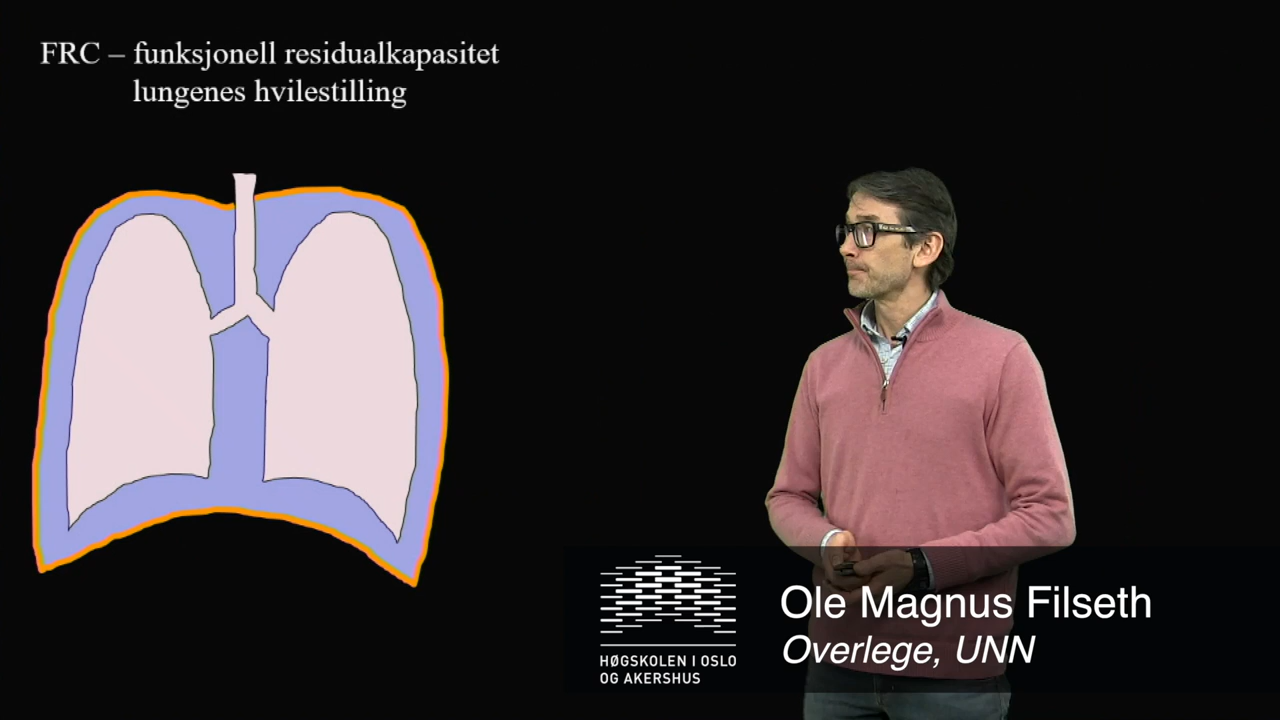 FRC – funksjonell residualkapasitet
lungenes hvilestilling
Ole Magnus Filseth
Overlege, UNN
HØGSKOLEN I OSLO
OG AKERSHUS